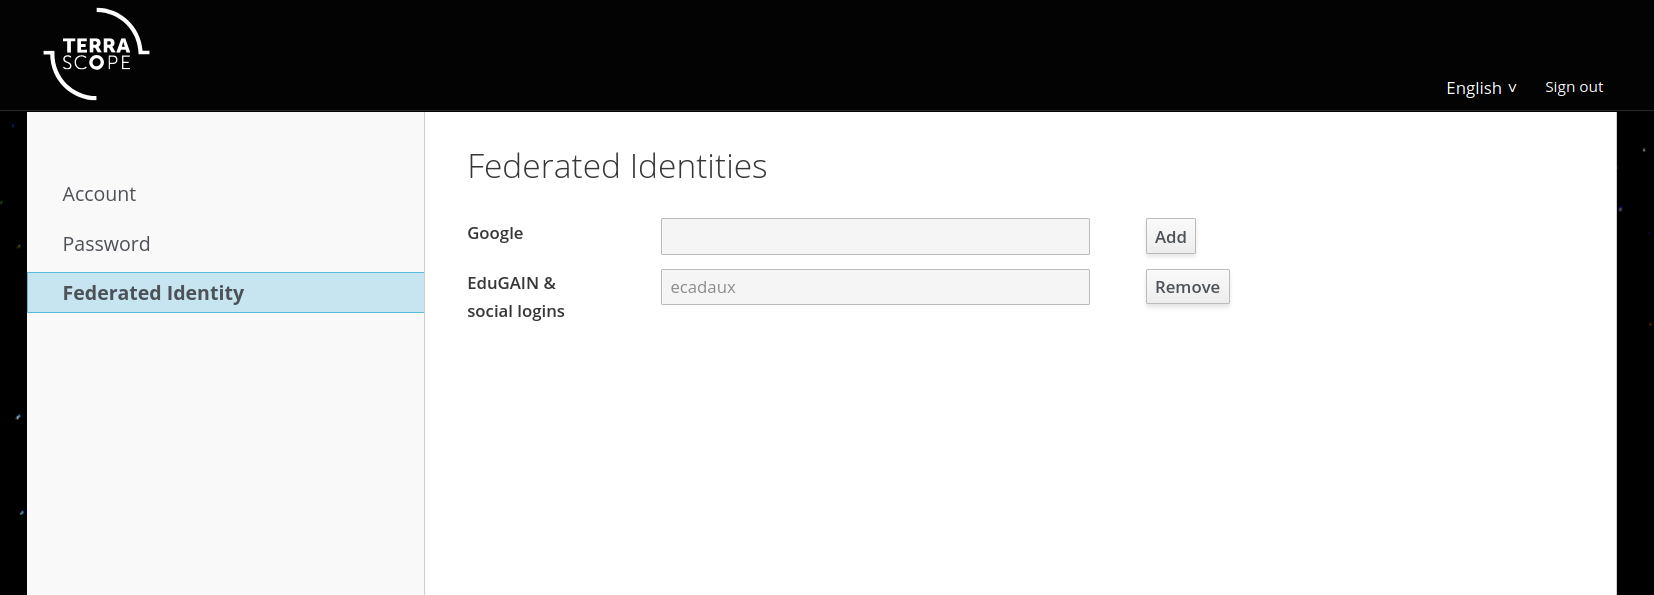 TERRA
SCOPE
English v
Sign out
Account
Password
Federated Identity
Federated Identities
Google
Add
EduGAIN &
social logins
ecadaux
Remove